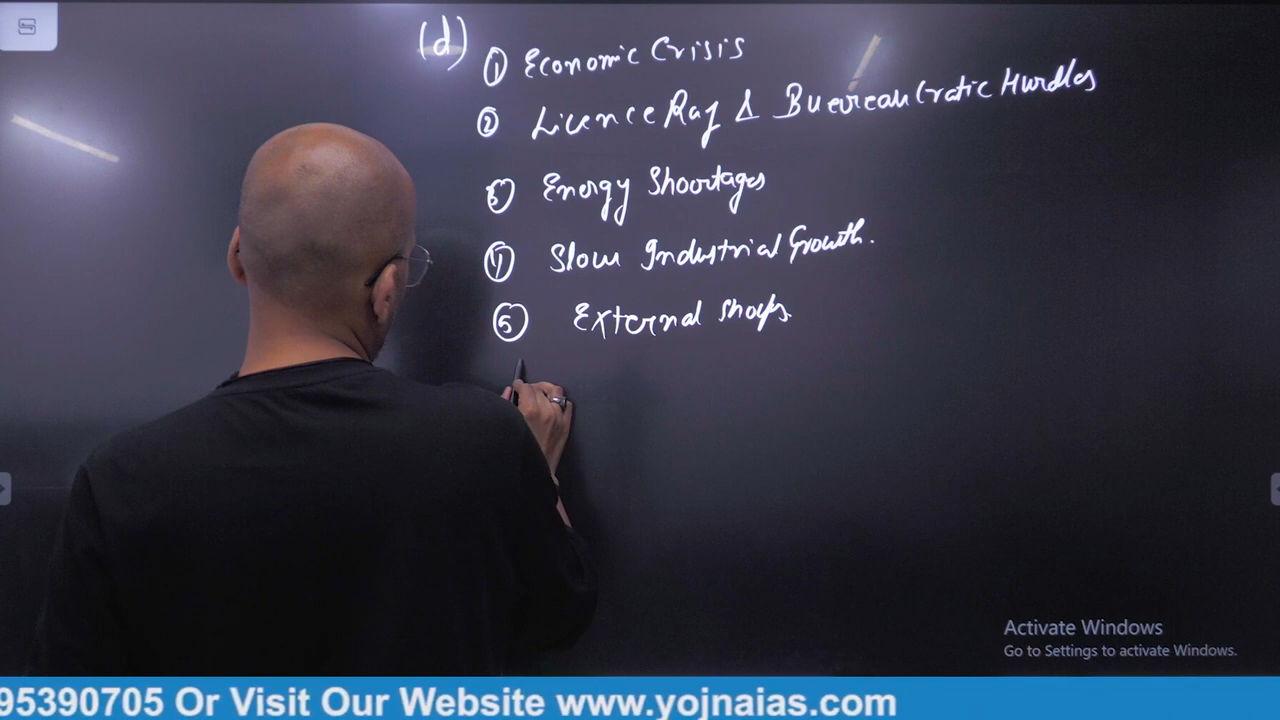 (d) ① Economic Crisis
② Licence Raj & Buereaucratic Hurdles
③ Energy Shortages
④ Slow Industrial Growth.
⑤ External Shocks.
Activate Windows
Go to Settings to activate Windows.
95390705 Or Visit Our Website www.yojnaias.com